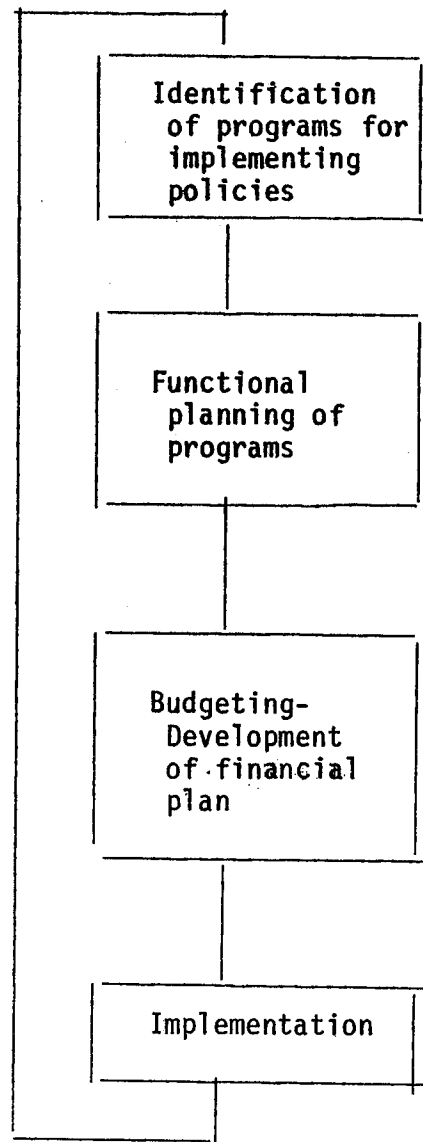 Identification
of programs for
implementing
policies
Functional
planning of
programs
Budgeting-
Development
of financial
plan
Implementation